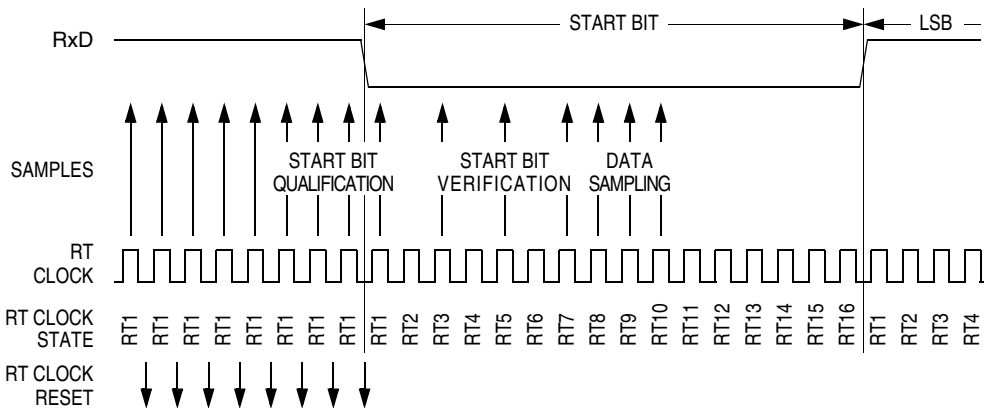 START BIT
LSB
RxD
SAMPLES
START BIT QUALIFICATION
START BIT VERIFICATION
DATA SAMPLING
RT CLOCK
RT CLOCK STATE
RT1 RT1 RT1 RT1 RT1 RT1 RT1 RT1 RT1 RT2 RT3 RT4 RT5 RT6 RT7 RT8 RT9 RT10 RT11 RT12 RT13 RT14 RT15 RT16 RT1 RT2 RT3 RT4
RT CLOCK RESET